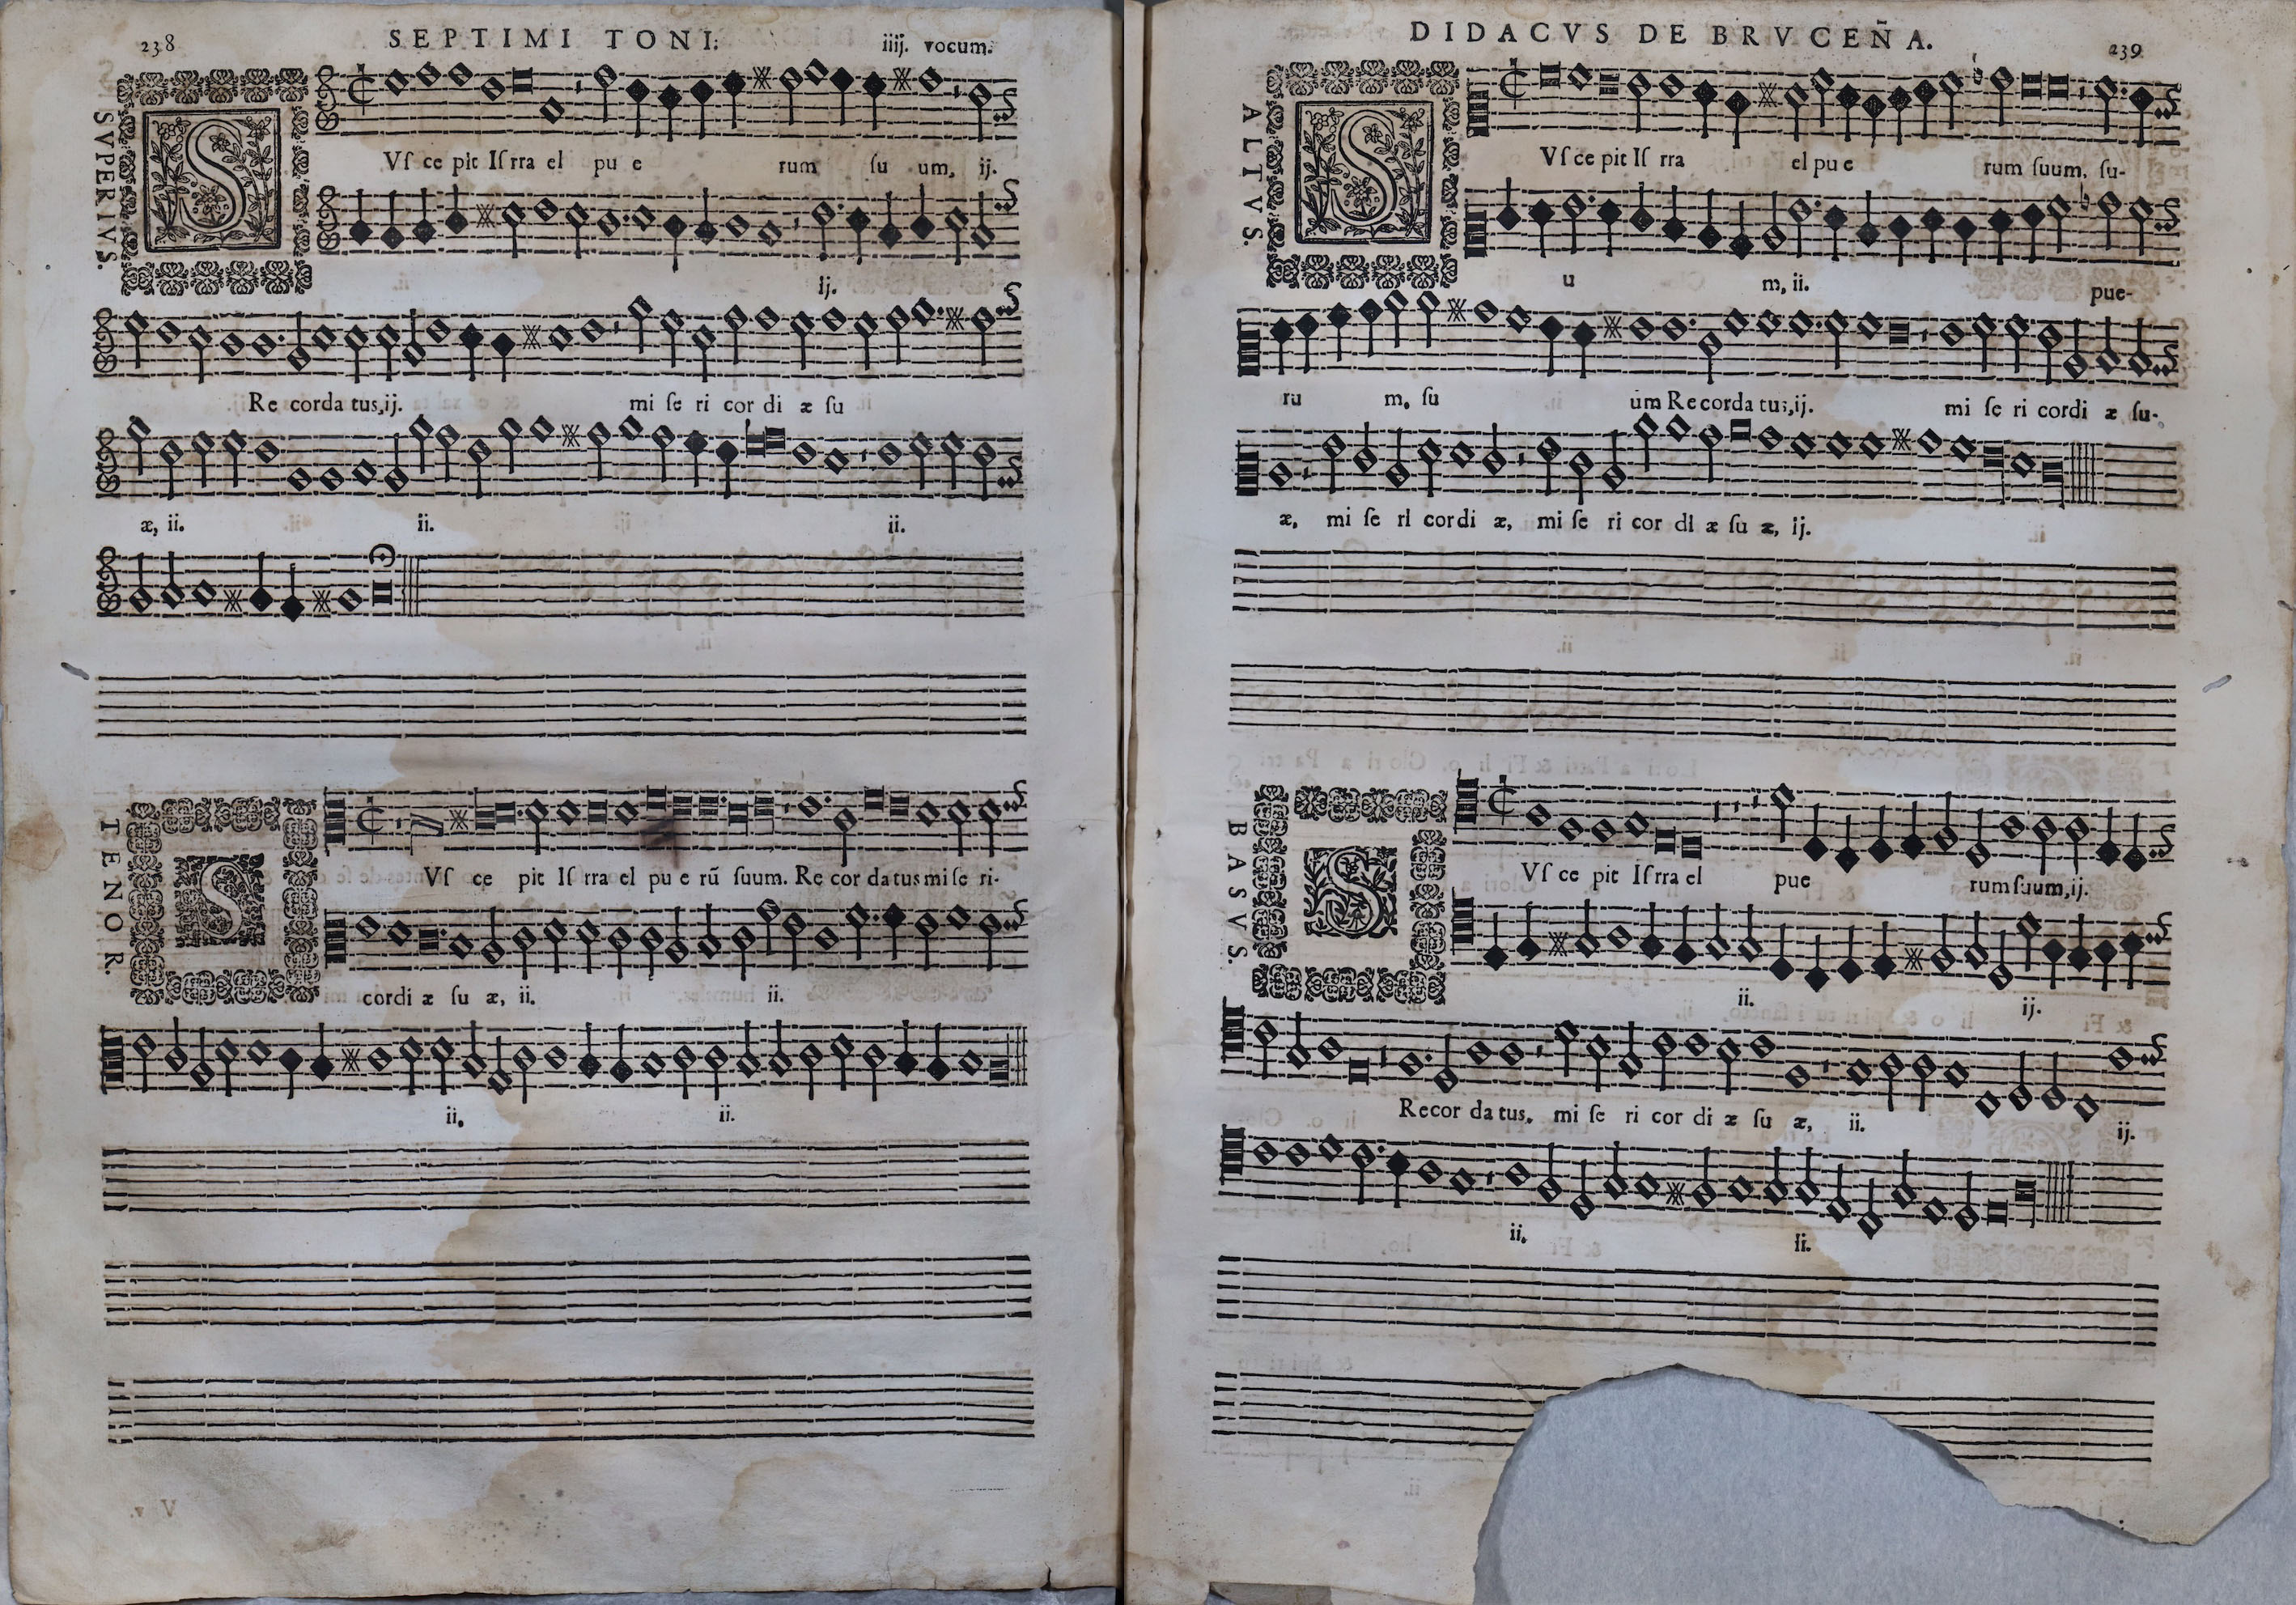 238 SEPTIMI TONI: iiij. vocum.
SVPERIVS.
S
Vſ ce pit Iſ rra el pu e rum ſu um, ij.
ij.
Re corda tus,ij. mi ſe ri cor di æ ſu
æ, ii. ii. ii.
TENOR.
S
Vſ ce pit Iſ rra el pu e rū ſuum. Re cor da tus mi ſe ri-
cordi æ ſu æ, ii. ii.
ii. ii.
V
DIDACVS DE BRVCEÑA. 239
ALTVS.
S
Vſ ce pit Iſ rra el pu e rum ſuum, ſu-
u m, ii. pue-
ru m, ſu um Re corda tus,ij. mi ſe ri cordi æ ſu-
æ, mi ſe ri cordi æ, mi ſe ri cor di æ ſu æ, ij.
BASVS.
S
Vſ ce pit Iſ rra el pue rum ſuum,ij.
ii. ij.
Recor da tus, mi ſe ri cor di æ ſu æ, ii. ij.
ii. ii.